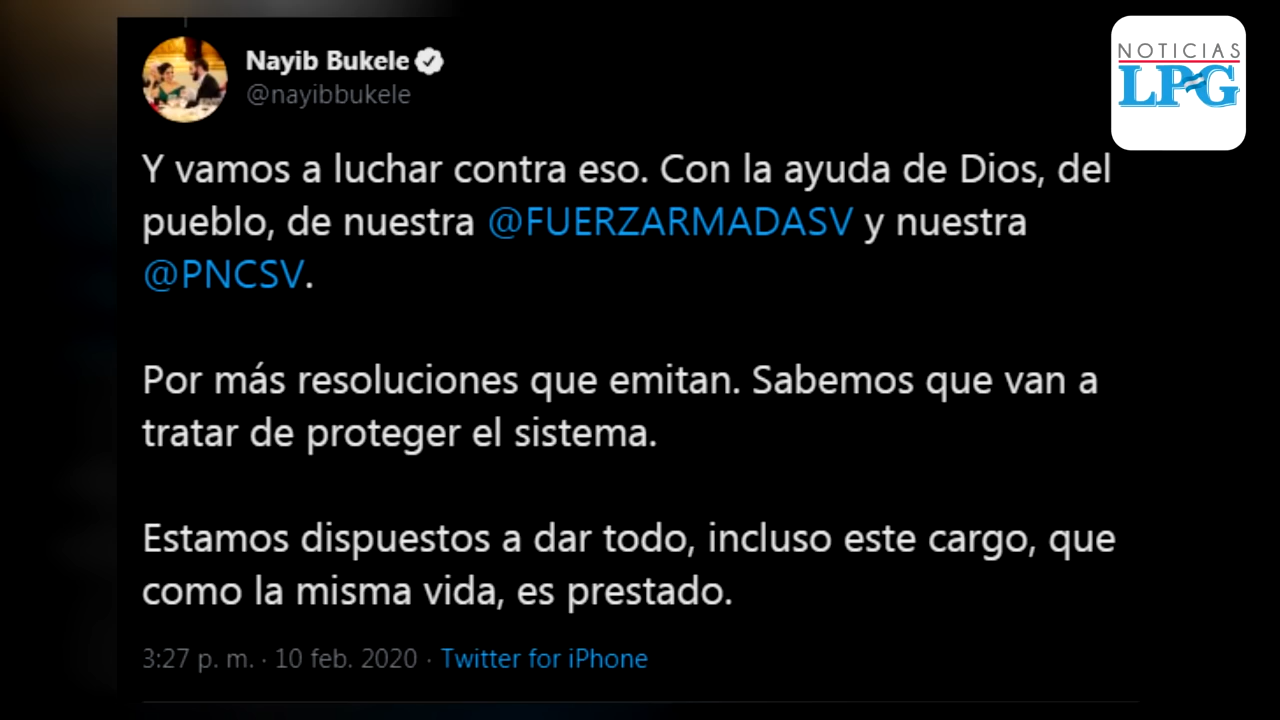 Nayib Bukele
@nayibbukele
NOTICIAS
LPG
Y vamos a luchar contra eso. Con la ayuda de Dios, del
pueblo, de nuestra @FUERZARMADASV y nuestra
@PNCSV.
Por más resoluciones que emitan. Sabemos que van a
tratar de proteger el sistema.
Estamos dispuestos a dar todo, incluso este cargo, que
como la misma vida, es prestado.
3:27 p. m. · 10 feb. 2020 · Twitter for iPhone